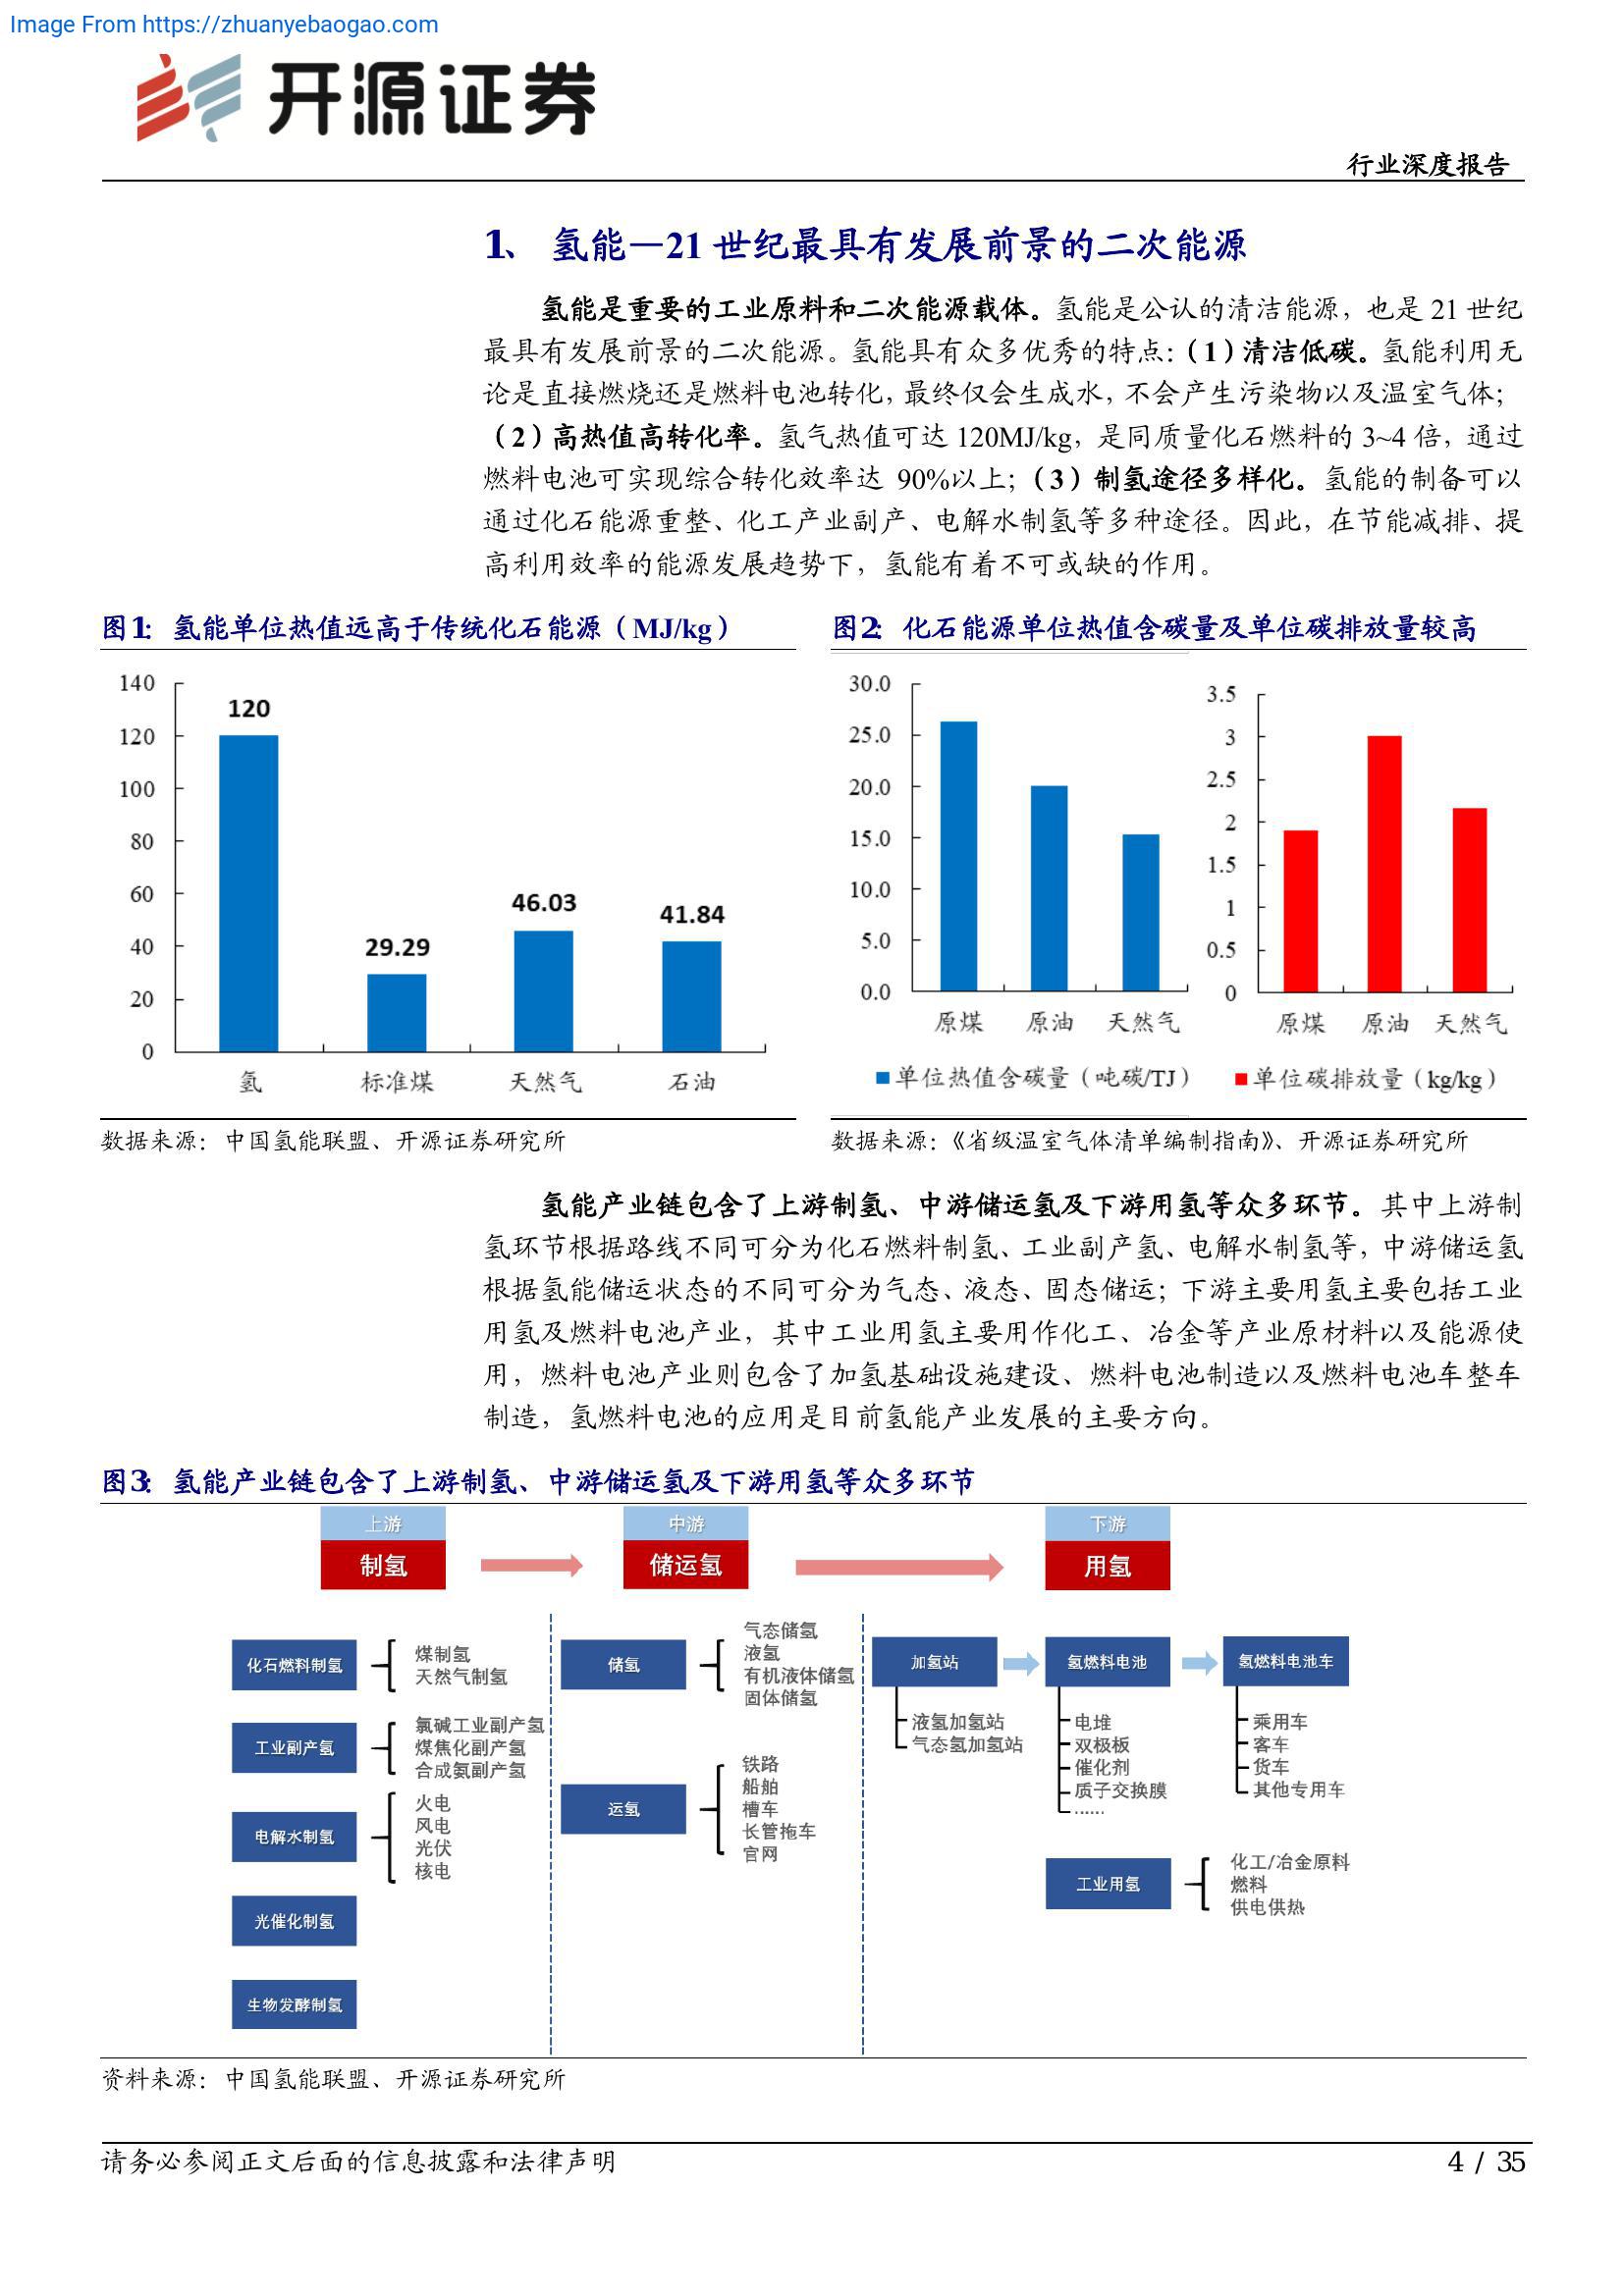 Image From https://zhuanyebaogao.com
开源证券
行业深度报告
1、 氢能—21 世纪最具有发展前景的二次能源
氢能是重要的工业原料和二次能源载体。氢能是公认的清洁能源，也是 21 世纪
最具有发展前景的二次能源。氢能具有众多优秀的特点：（1）清洁低碳。氢能利用无
论是直接燃烧还是燃料电池转化，最终仅会生成水，不会产生污染物以及温室气体；
（2）高热值高转化率。氢气热值可达 120MJ/kg，是同质量化石燃料的 3~4 倍，通过
燃料电池可实现综合转化效率达 90%以上；（3）制氢途径多样化。氢能的制备可以
通过化石能源重整、化工产业副产、电解水制氢等多种途径。因此，在节能减排、提
高利用效率的能源发展趋势下，氢能有着不可或缺的作用。
图1：氢能单位热值远高于传统化石能源（MJ/kg）
140
120
100
80
60
40
20
0
120
29.29
46.03
41.84
氢 标准煤 天然气 石油
数据来源：中国氢能联盟、开源证券研究所
图2：化石能源单位热值含碳量及单位碳排放量较高
30.0
25.0
20.0
15.0
10.0
5.0
0.0
原煤 原油 天然气
单位热值含碳量（吨碳/TJ）
3.5
3
2.5
2
1.5
1
0.5
0
原煤 原油 天然气
单位碳排放量（kg/kg）
数据来源：《省级温室气体清单编制指南》、开源证券研究所
氢能产业链包含了上游制氢、中游储运氢及下游用氢等众多环节。其中上游制
氢环节根据路线不同可分为化石燃料制氢、工业副产氢、电解水制氢等，中游储运氢
根据氢能储运状态的不同可分为气态、液态、固态储运；下游主要用氢主要包括工业
用氢及燃料电池产业，其中工业用氢主要用作化工、冶金等产业原材料以及能源使
用，燃料电池产业则包含了加氢基础设施建设、燃料电池制造以及燃料电池车整车
制造，氢燃料电池的应用是目前氢能产业发展的主要方向。
图3：氢能产业链包含了上游制氢、中游储运氢及下游用氢等众多环节
上游
制氢
中游
储运氢
下游
用氢
化石燃料制氢
煤制氢
天然气制氢
工业副产氢
氯碱工业副产氢
煤焦化副产氢
合成氨副产氢
电解水制氢
火电
风电
光伏
核电
光催化制氢
生物发酵制氢
储氢
气态储氢
液氢
有机液体储氢
固体储氢
运氢
铁路
船舶
槽车
长管拖车
官网
加氢站
液氢加氢站
气态氢加氢站
氢燃料电池
电堆
双极板
催化剂
质子交换膜
……
氢燃料电池车
乘用车
客车
货车
其他专用车
工业用氢
化工/冶金原料
燃料
供电供热
资料来源：中国氢能联盟、开源证券研究所
请务必参阅正文后面的信息披露和法律声明
4 / 35